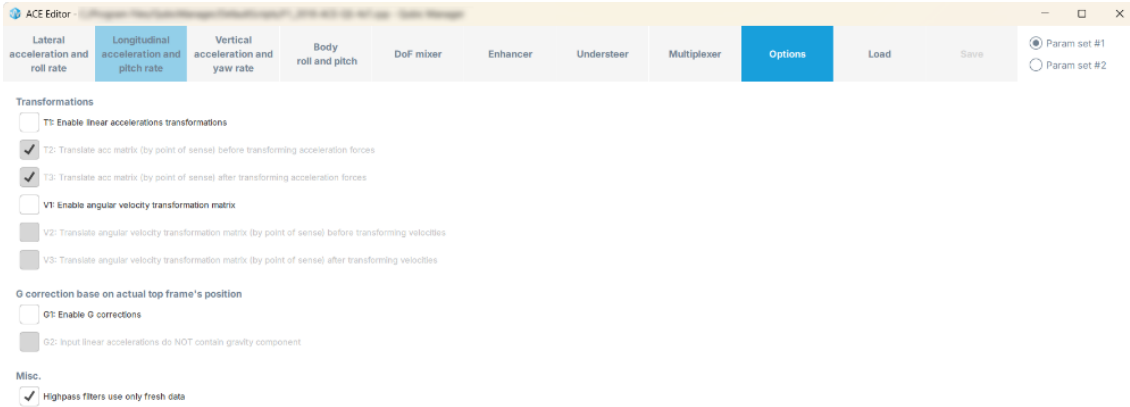 ACE Editor -
Lateral
acceleration and
roll rate
Longitudinal
acceleration and
pitch rate
Vertical
acceleration and
yaw rate
Body
roll and pitch
DoF mixer
Enhancer
Understeer
Multiplexer
Options
Load
Save
Param set #1
Param set #2
Transformations
T1: Enable linear accelerations transformations
T2: Translate acc matrix (by point of sense) before transforming acceleration forces
T3: Translate acc matrix (by point of sense) after transforming acceleration forces
V1: Enable angular velocity transformation matrix
V2: Translate angular velocity transformation matrix (by point of sense) before transforming velocities
V3: Translate angular velocity transformation matrix (by point of sense) after transforming velocities
G correction base on actual top frame's position
G1: Enable G corrections
G2: Input linear accelerations do NOT contain gravity component
Misc.
Highpass filters use only fresh data